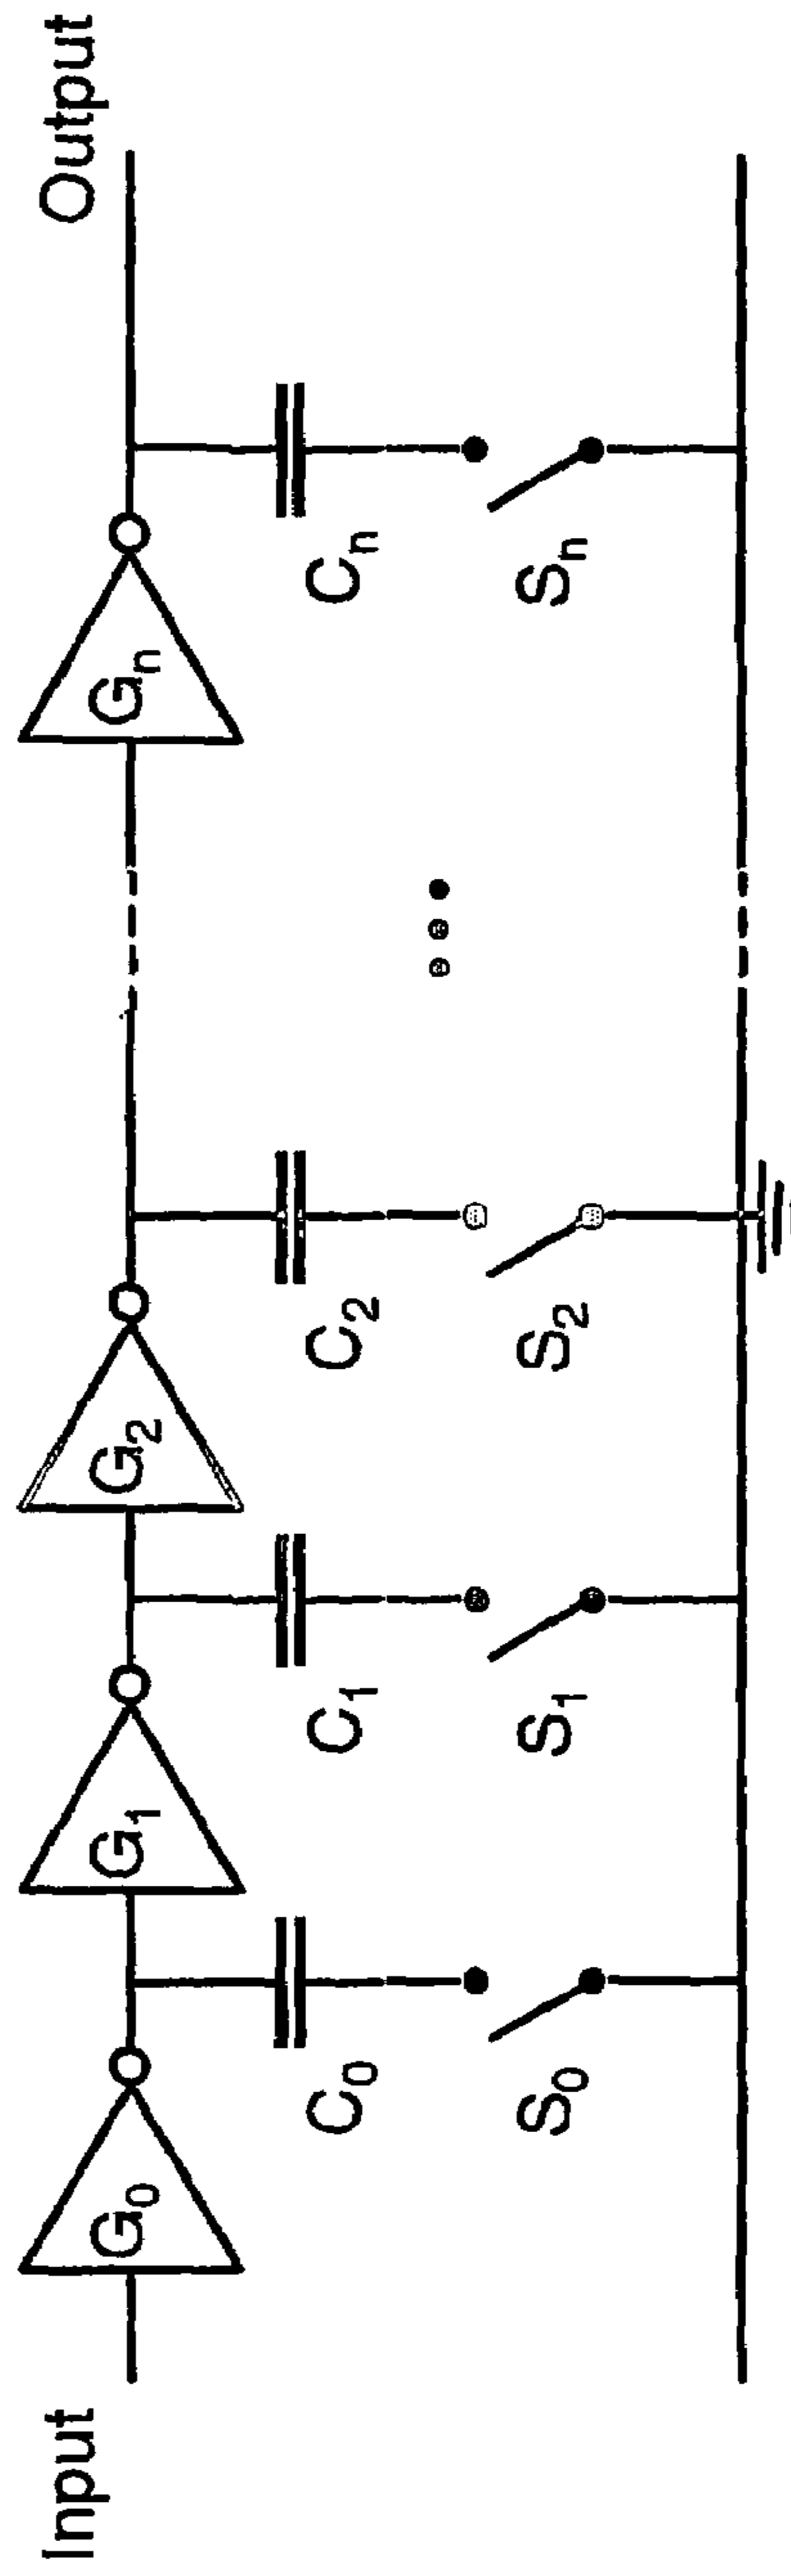 Input
Output
G₀
G₁
G₂
Gₙ
C₀
C₁
C₂
Cₙ
S₀
S₁
S₂
Sₙ